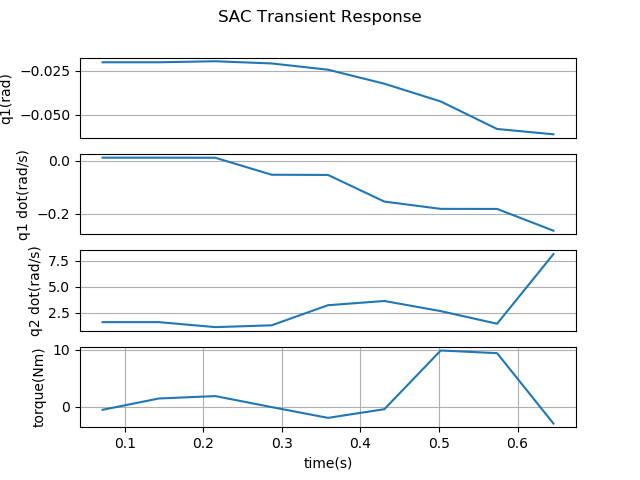 SAC Transient Response
q1(rad)
−0.025
−0.050
q1 dot(rad/s)
0.0
−0.2
q2 dot(rad/s)
7.5
5.0
2.5
torque(Nm)
10
0
0.1 0.2 0.3 0.4 0.5 0.6
time(s)